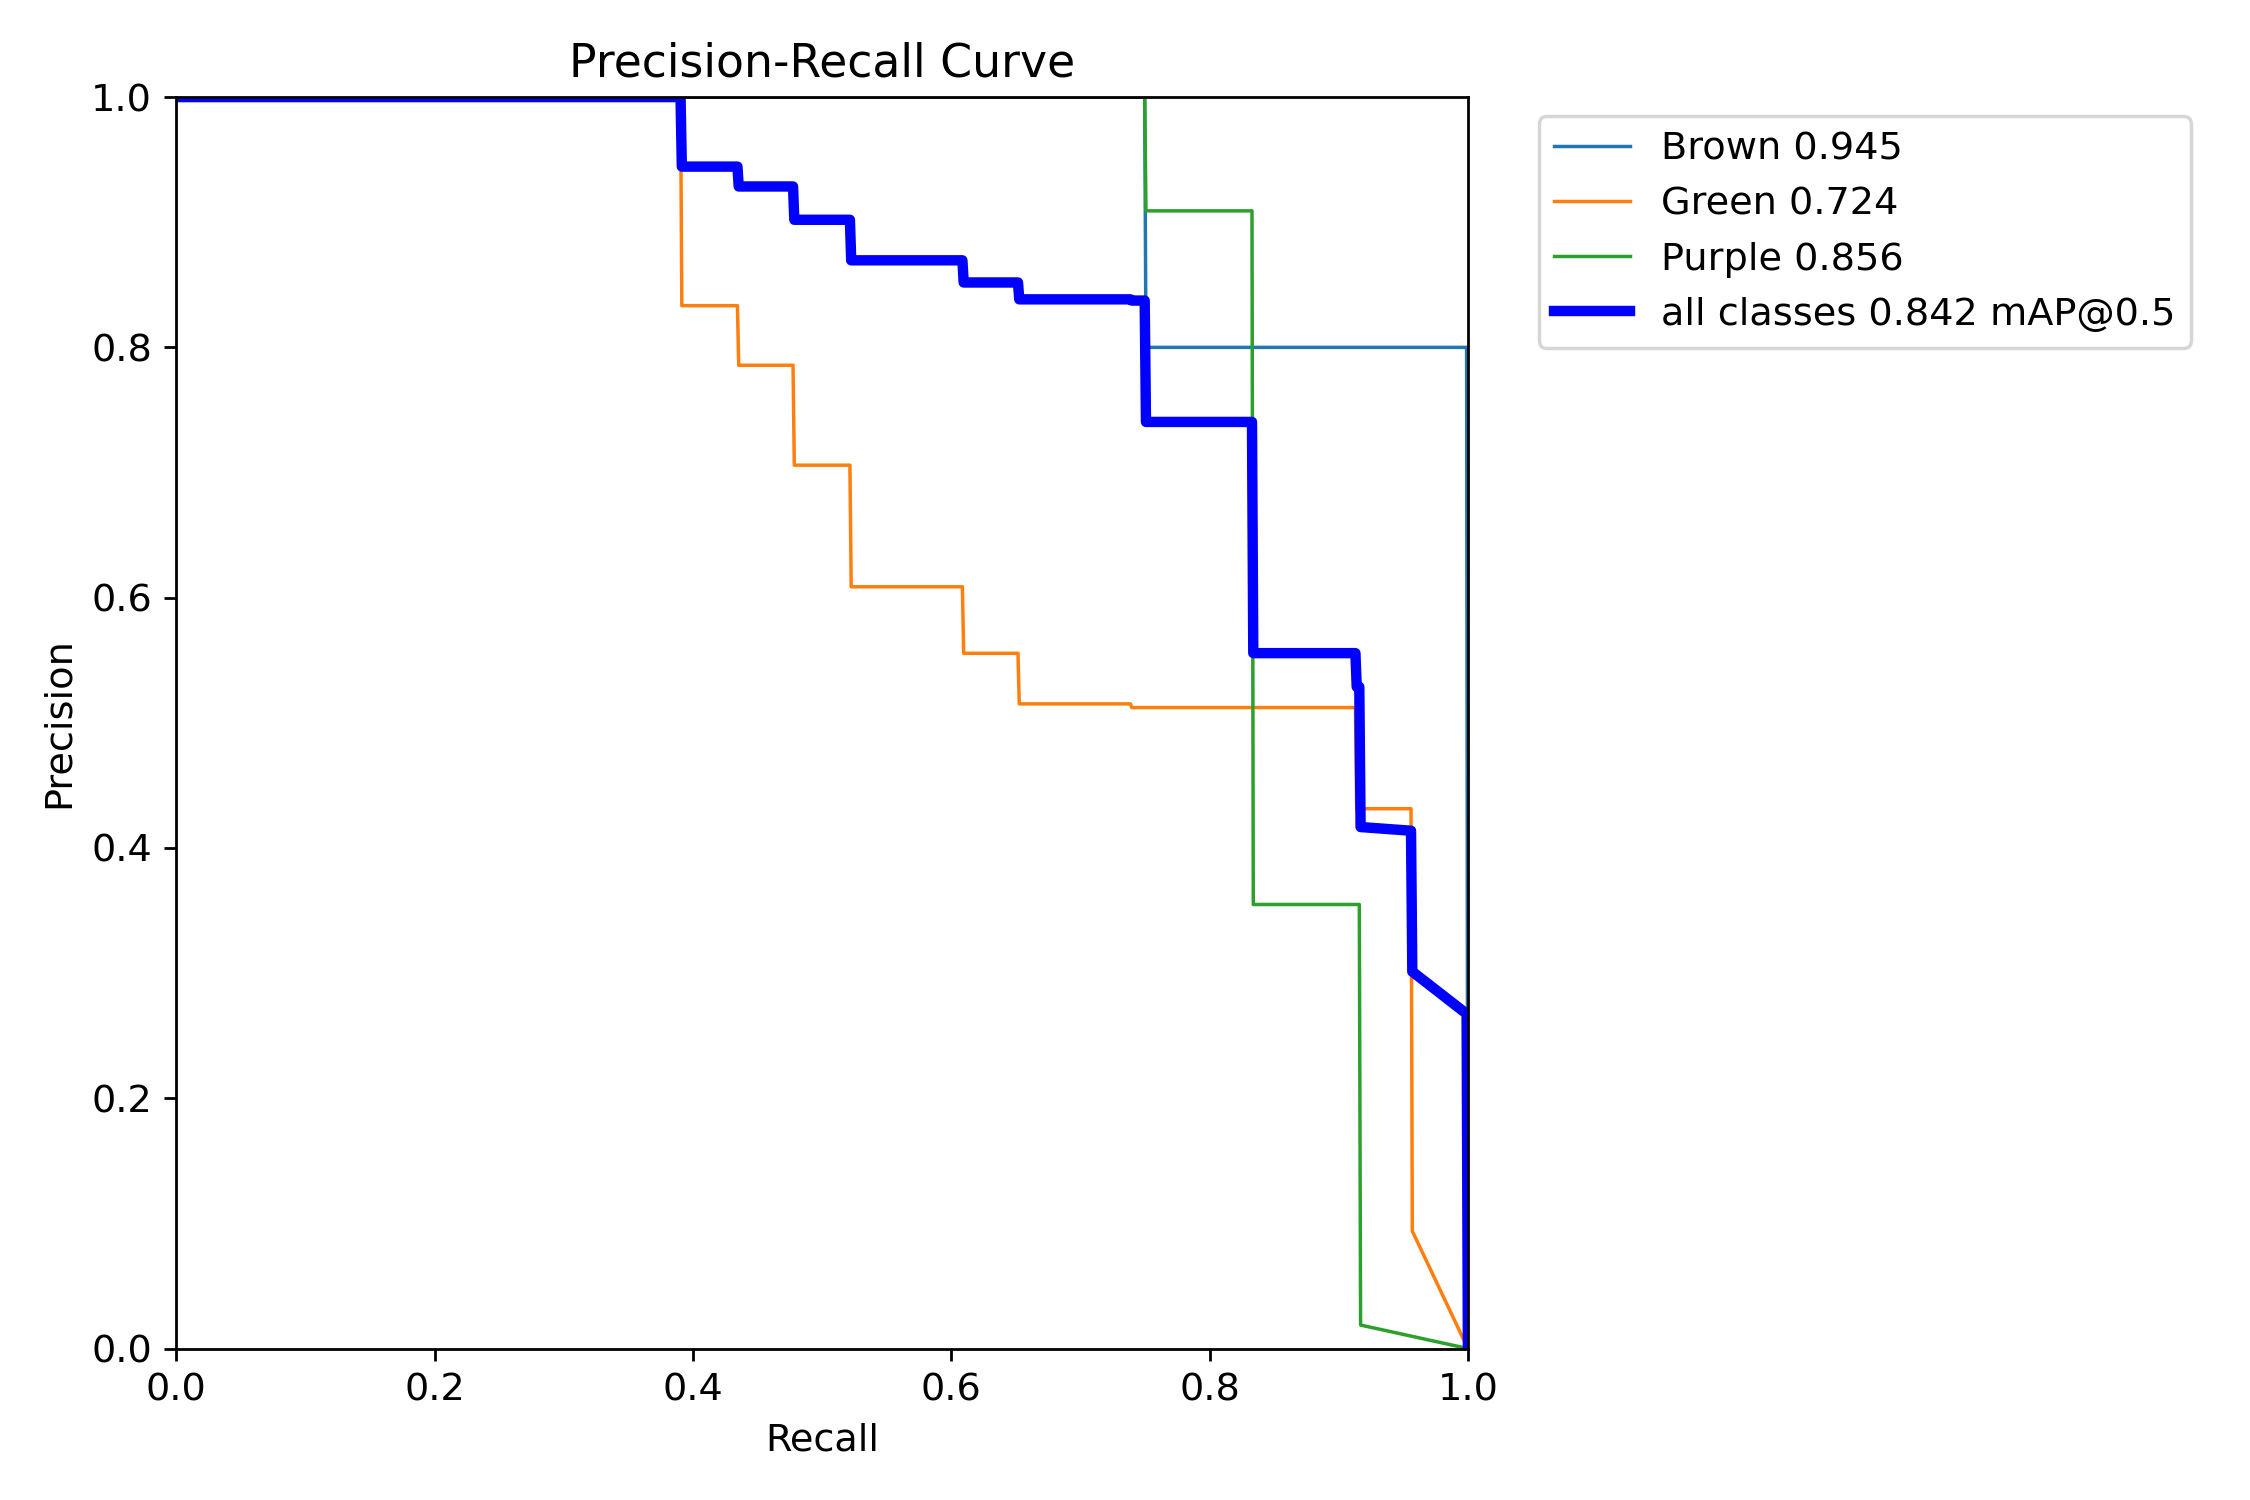 Precision-Recall Curve
1.0
0.8
0.6
0.4
0.2
0.0
Precision
0.0 0.2 0.4 0.6 0.8 1.0
Recall
Brown 0.945
Green 0.724
Purple 0.856
all classes 0.842 mAP@0.5